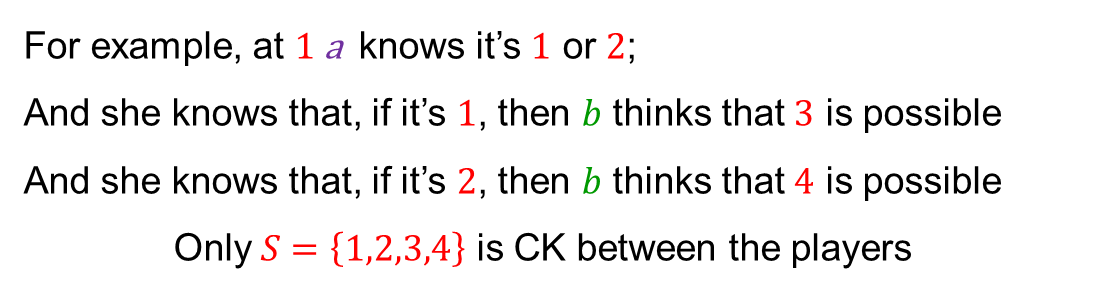 For example, at 1 a knows it’s 1 or 2;
And she knows that, if it’s 1, then b thinks that 3 is possible
And she knows that, if it’s 2, then b thinks that 4 is possible
Only S = {1,2,3,4} is CK between the players